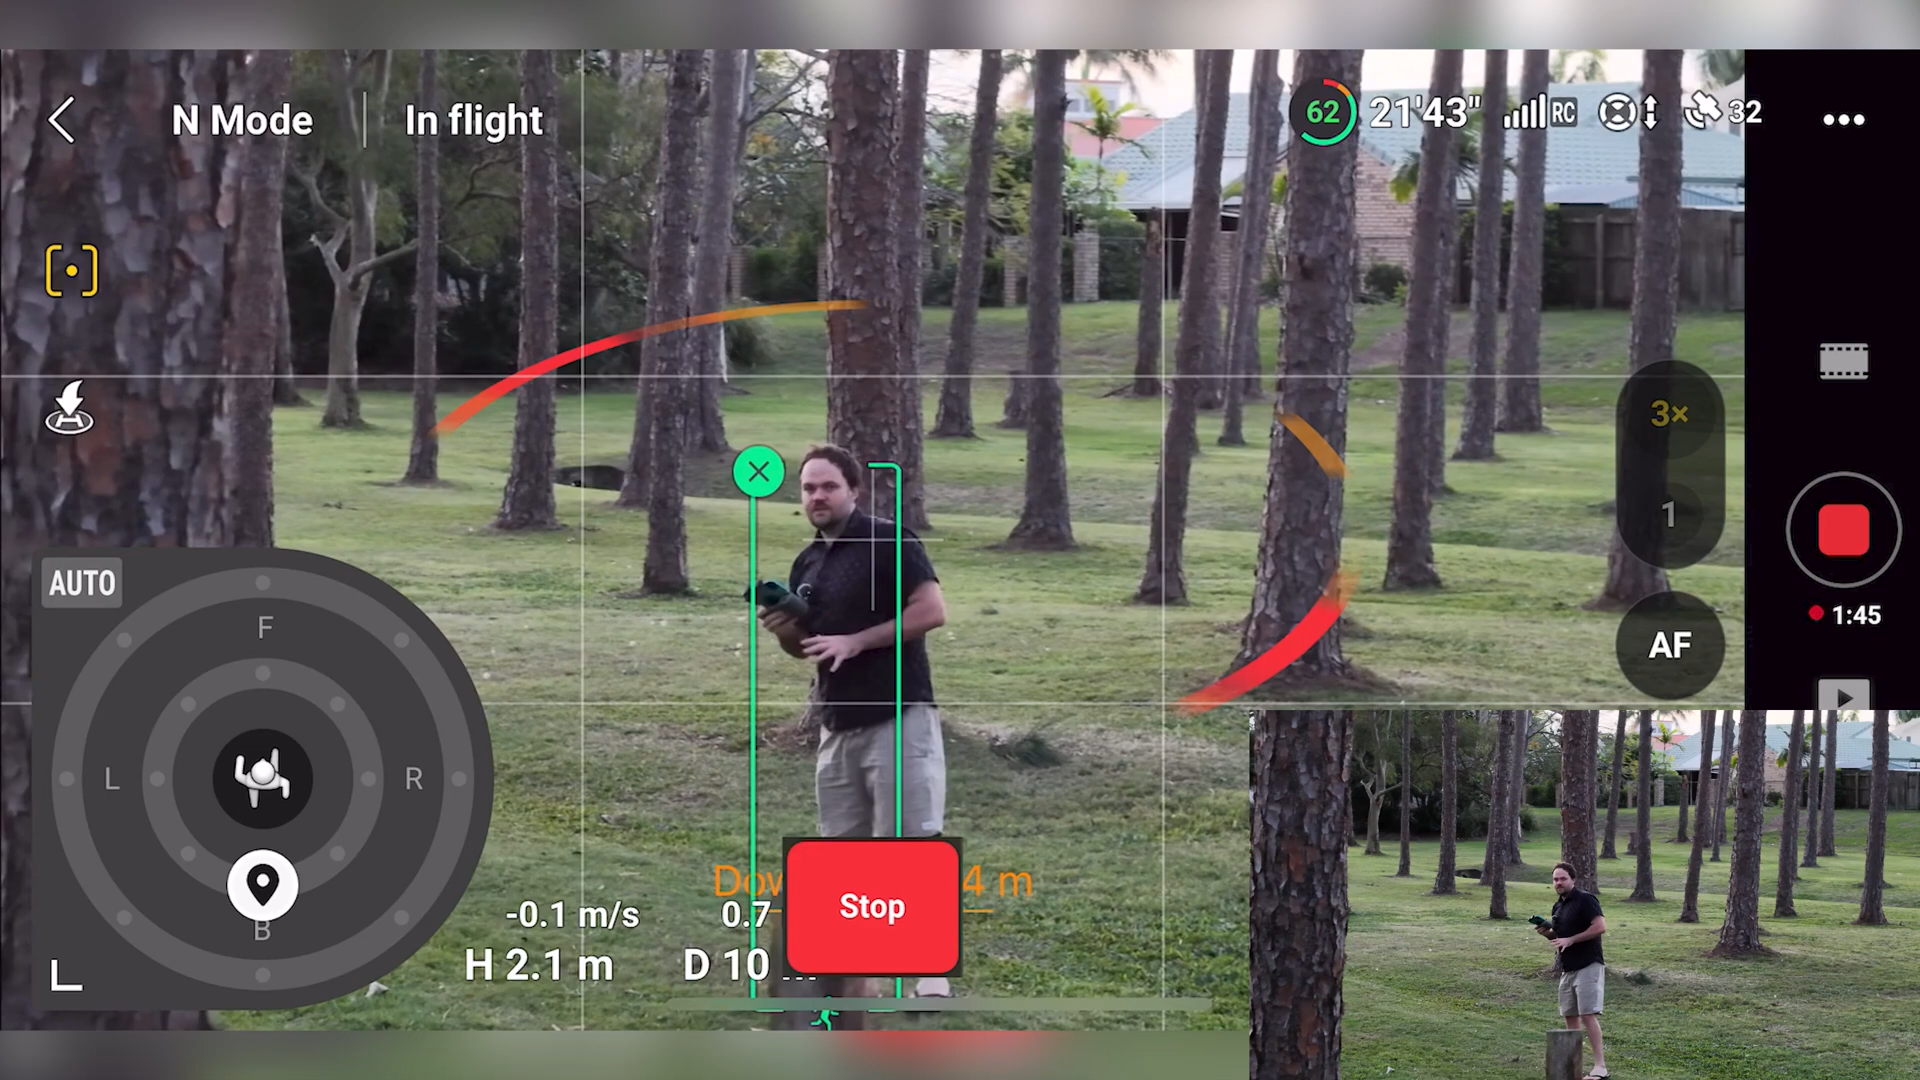 N Mode
In flight
62
21'43"
RC
32
3×
1
AUTO
F
L
R
B
AF
1:45
4 m
-0.1 m/s
0.7
Stop
H 2.1 m
D 10